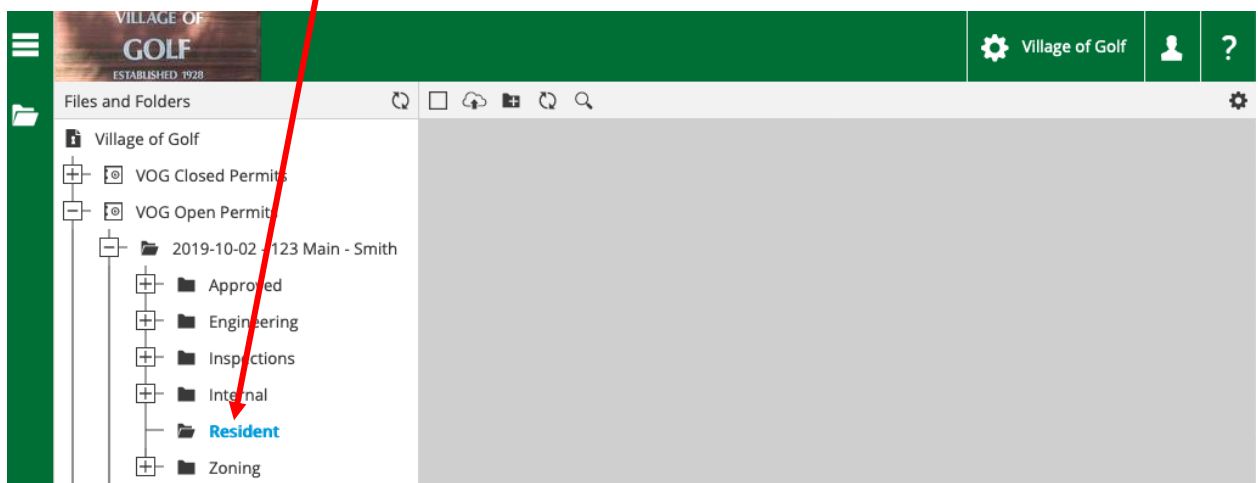 VILLAGE OF
GOLF
ESTABLISHED 1928
Village of Golf
?
Files and Folders
Village of Golf
VOG Closed Permits
VOG Open Permits
2019-10-02 - 123 Main - Smith
Approved
Engineering
Inspections
Internal
Resident
Zoning